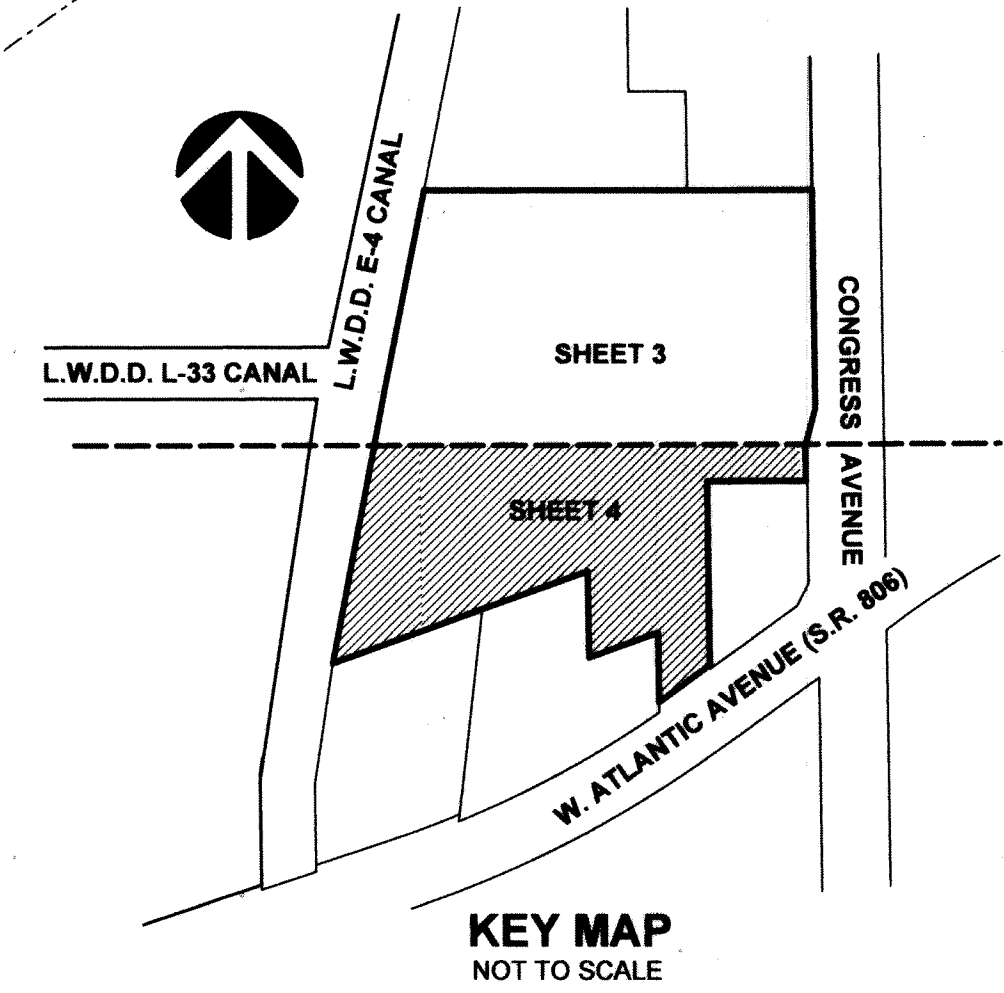 L.W.D.D. E-4 CANAL
L.W.D.D. L-33 CANAL
SHEET 3
CONGRESS AVENUE
SHEET 4
W. ATLANTIC AVENUE (S.R. 806)
KEY MAP
NOT TO SCALE